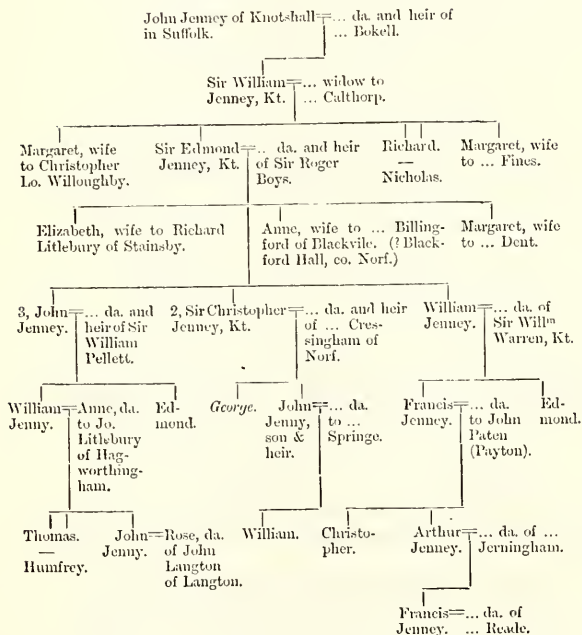 John Jenney of Knotshall = ... da. and heir of
in Suffolk. ... Bokell.
Sir William = ... widow to
Jenney, Kt. ... Calthorp.
Margaret, wife
to Christopher
Lo. Willoughby.
Sir Edmond = ... da. and heir
Jenney, Kt. of Sir Roger
Boys.
Richard.
—
Nicholas.
Margaret, wife
to ... Fines.
Elizabeth, wife to Richard
Litlebury of Stainsby.
Anne, wife to ... Billing-
ford of Blackvile. (? Black-
ford Hall, co. Norf.)
Margaret, wife
to ... Dent.
3, John = ... da. and
Jenney. heir of Sir
William
Pellett.
2, Sir Christopher = ... da. and heir
Jenney, Kt. of ... Cres-
singham of
Norf.
William = ... da. of
Jenney. Sir Willm
Warren, Kt.
William = Anne, da.
Jenny. to Jo.
Litlebury
of Hag-
worthing-
ham.
Ed-
mond.
George.
John = ... da.
Jenny, to ...
son & Springe.
heir.
Francis = ... da.
Jenney. to John
Paten
(Payton).
Ed-
mond.
Thomas.
—
Humfrey.
John = Rose, da.
Jenny. of John
Langton
of Langton.
William.
Christo-
pher.
Arthur = ... da. of ...
Jenney. Jerningham.
Francis = ... da. of
Jenney. ... Reade.